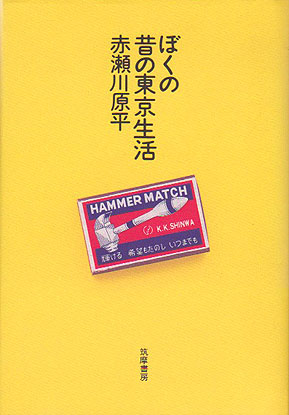 ぼくの
昔の東京生活
赤瀬川原平
HAMMER MATCH
K.K.SHINWA
輝ける 希望もたのし いつまでも
筑摩書房